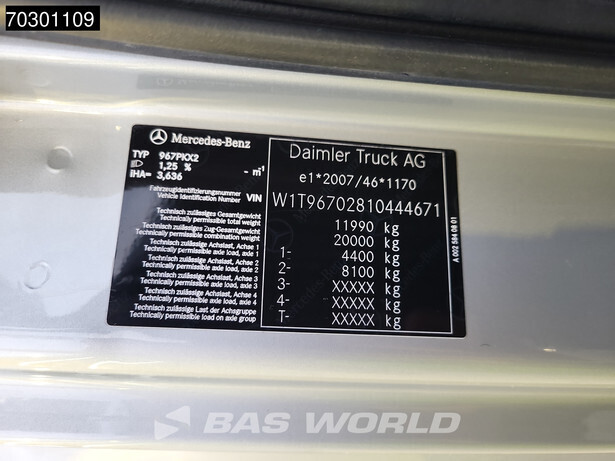 70301109
Mercedes-Benz
TYP 967PKX2
1,25 % - m⁻¹
iHA= 3,636
Fahrzeugidentifizierungsnummer
Vehicle Identification Number VIN
Daimler Truck AG
e1*2007/46*1170
W1T96702810444671
Technisch zulässiges Gesamtgewicht
Technically permissible total weight 11990 kg
Technisch zulässiges Zug-Gesamtgewicht
Technically permissible combination weight 20000 kg
Technisch zulässiges Achslast, Achse 1
Technically permissible axle load, axle 1 1- 4400 kg
Technisch zulässiges Achslast, Achse 2
Technically permissible axle load, axle 2 2- 8100 kg
Technisch zulässiges Achslast, Achse 3
Technically permissible axle load, axle 3 3- XXXXX kg
Technisch zulässiges Achslast, Achse 4
Technically permissible axle load, axle 4 4- XXXXX kg
Technisch zulässige Last der Achsgruppe
Technically permissible load on axle group T- XXXXX kg
A 002 584 08 01
BAS WORLD